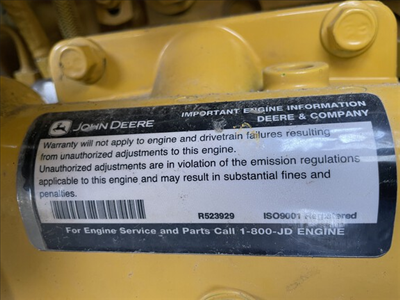 JOHN DEERE
IMPORTANT ENGINE INFORMATION
DEERE & COMPANY
Warranty will not apply to engine and drivetrain failures resulting
from unauthorized adjustments to this engine.
Unauthorized adjustments are in violation of the emission regulations
applicable to this engine and may result in substantial fines and
penalties.
R523929 ISO9001 Registered
For Engine Service and Parts Call 1-800-JD ENGINE